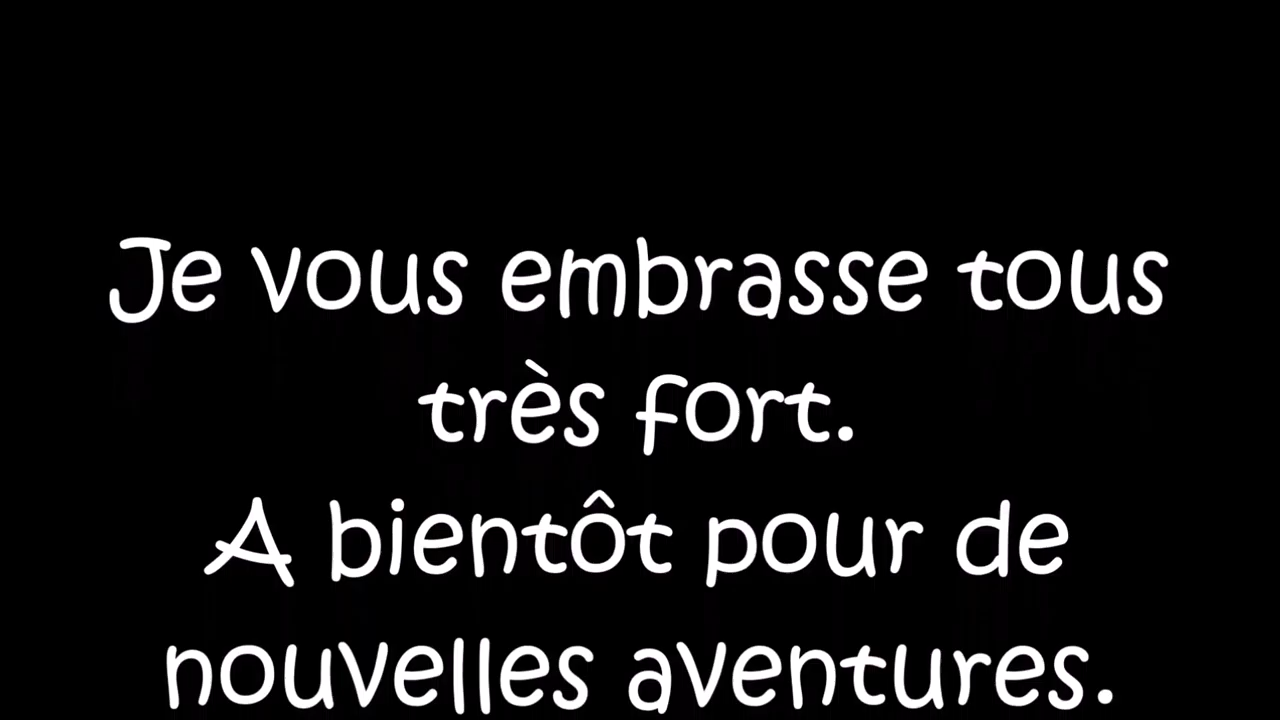 Je vous embrasse tous
très fort.
A bientôt pour de
nouvelles aventures.